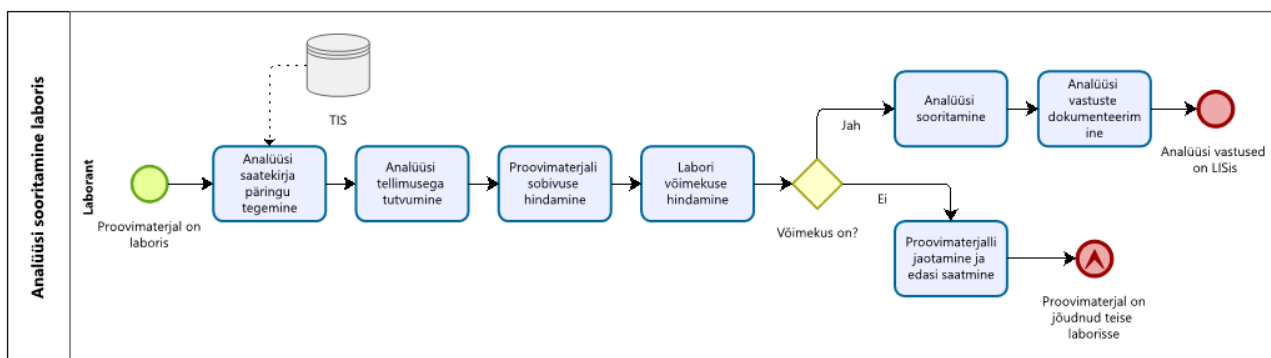 Analüüsi sooritamine laboris
Laborant
Proovimaterjal on
laboris
TIS
Analüüsi
saatekirja
päringu
tegemine
Analüüsi
tellimusega
tutvumine
Proovimaterjali
sobivuse
hindamine
Labori
võimekuse
hindamine
Võimekus on?
Jah
Analüüsi
sooritamine
Analüüsi
vastuste
dokumenteerim
ine
Analüüsi vastused
on LISis
Ei
Proovimaterjalli
jaotamine ja
edasi saatmine
Proovimaterjal on
jõudnud teise
laborisse